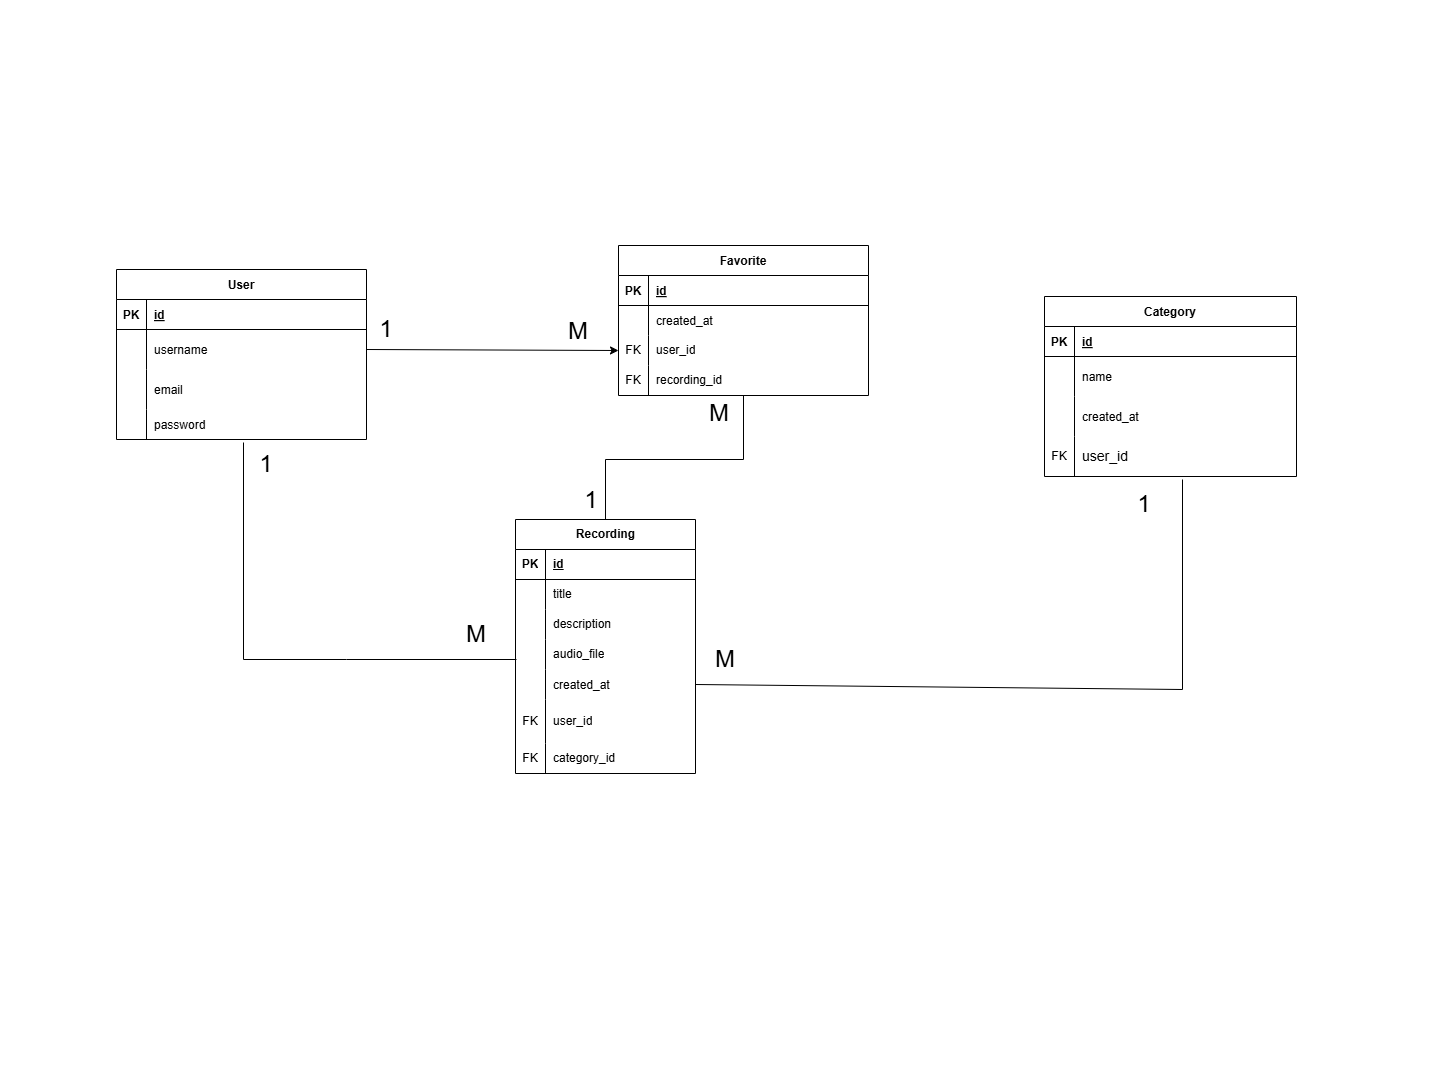 User
PK id
username
email
password
1
M
1
Favorite
PK id
created_at
FK user_id
FK recording_id
M
1
Category
PK id
name
created_at
FK user_id
1
Recording
PK id
title
description
audio_file
created_at
FK user_id
FK category_id
M
M